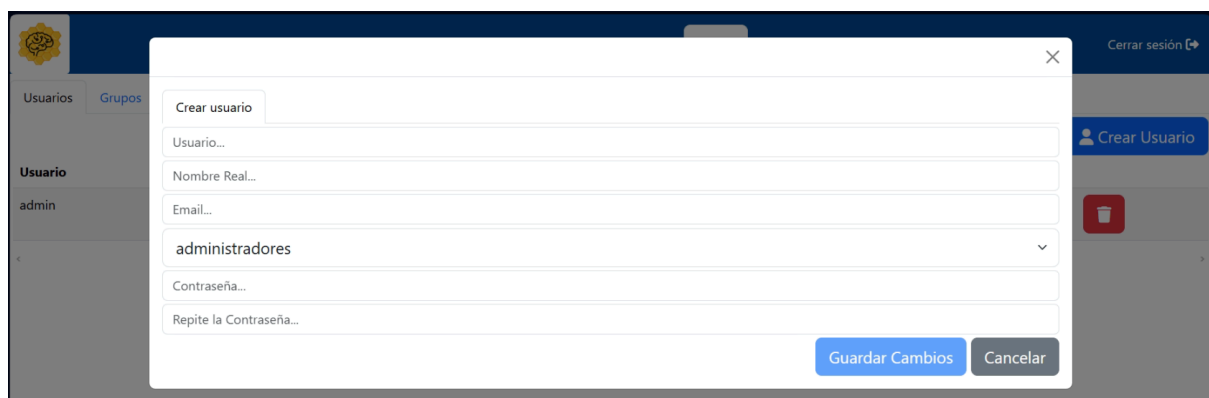 Cerrar sesión
Usuarios Grupos
Crear usuario
Usuario...
Crear Usuario
Nombre Real...
Usuario
Email...
admin
administradores
Contraseña...
Repite la Contraseña...
Guardar Cambios Cancelar